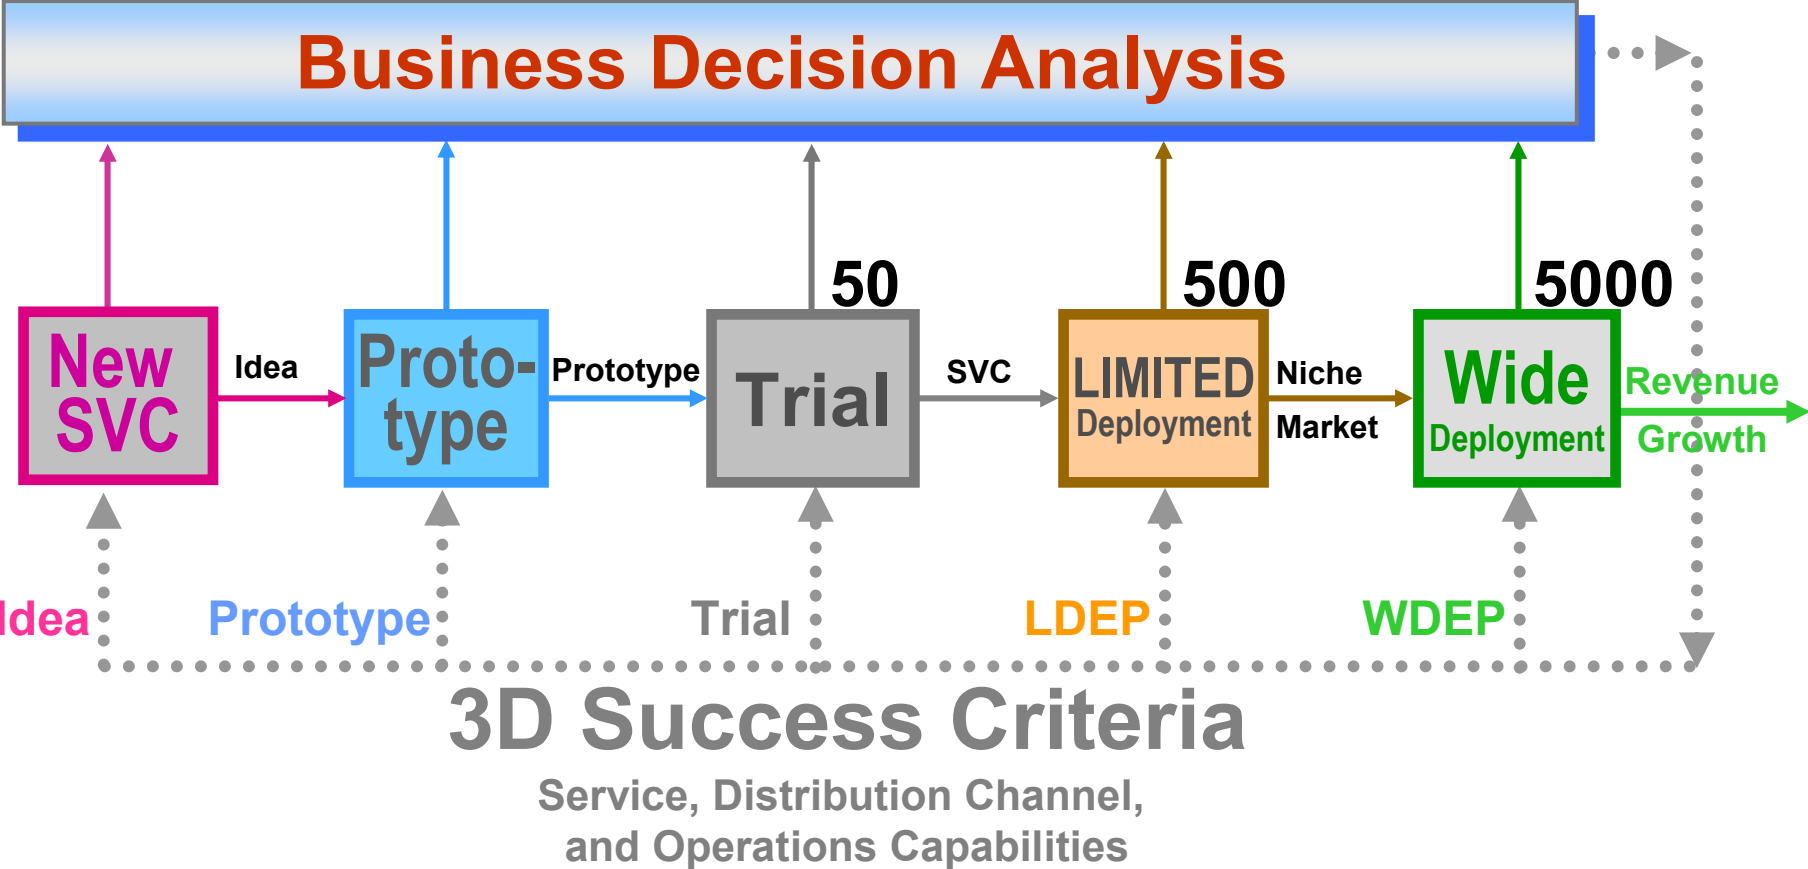 Business Decision Analysis
50
500
5000
New
SVC
Idea
Proto-
type
Prototype
Trial
SVC
LIMITED
Deployment
Niche
Market
Wide
Deployment
Revenue
Growth
Idea
Prototype
Trial
LDEP
WDEP
3D Success Criteria
Service, Distribution Channel,
and Operations Capabilities